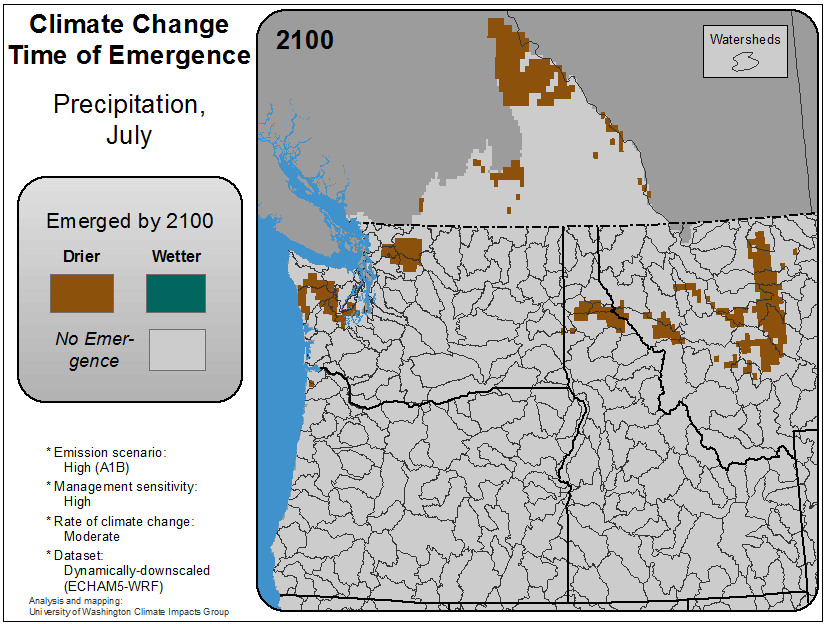 Climate Change
Time of Emergence
Precipitation,
July
2100
Watersheds
Emerged by 2100
Drier
Wetter
No Emer-
gence
* Emission scenario:
High (A1B)
* Management sensitivity:
High
* Rate of climate change:
Moderate
* Dataset:
Dynamically-downscaled
(ECHAM5-WRF)
Analysis and mapping:
University of Washington Climate Impacts Group